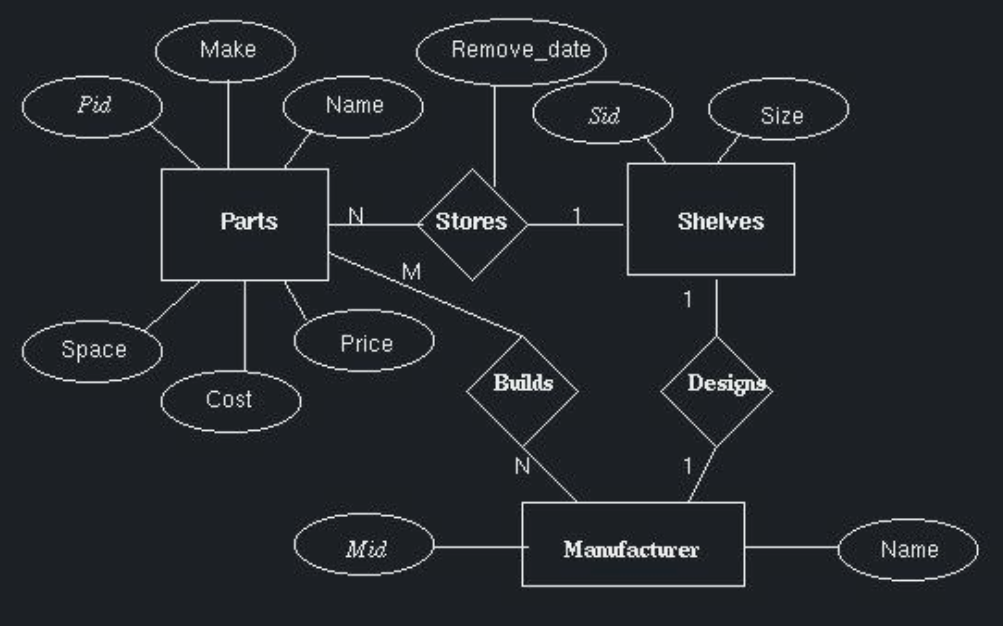 Make
Remove_date
Pid
Name
Sid
Size
Parts
N
Stores
1
Shelves
M
1
Space
Price
Cost
Builds
Designs
N
1
Mid
Manufacturer
Name